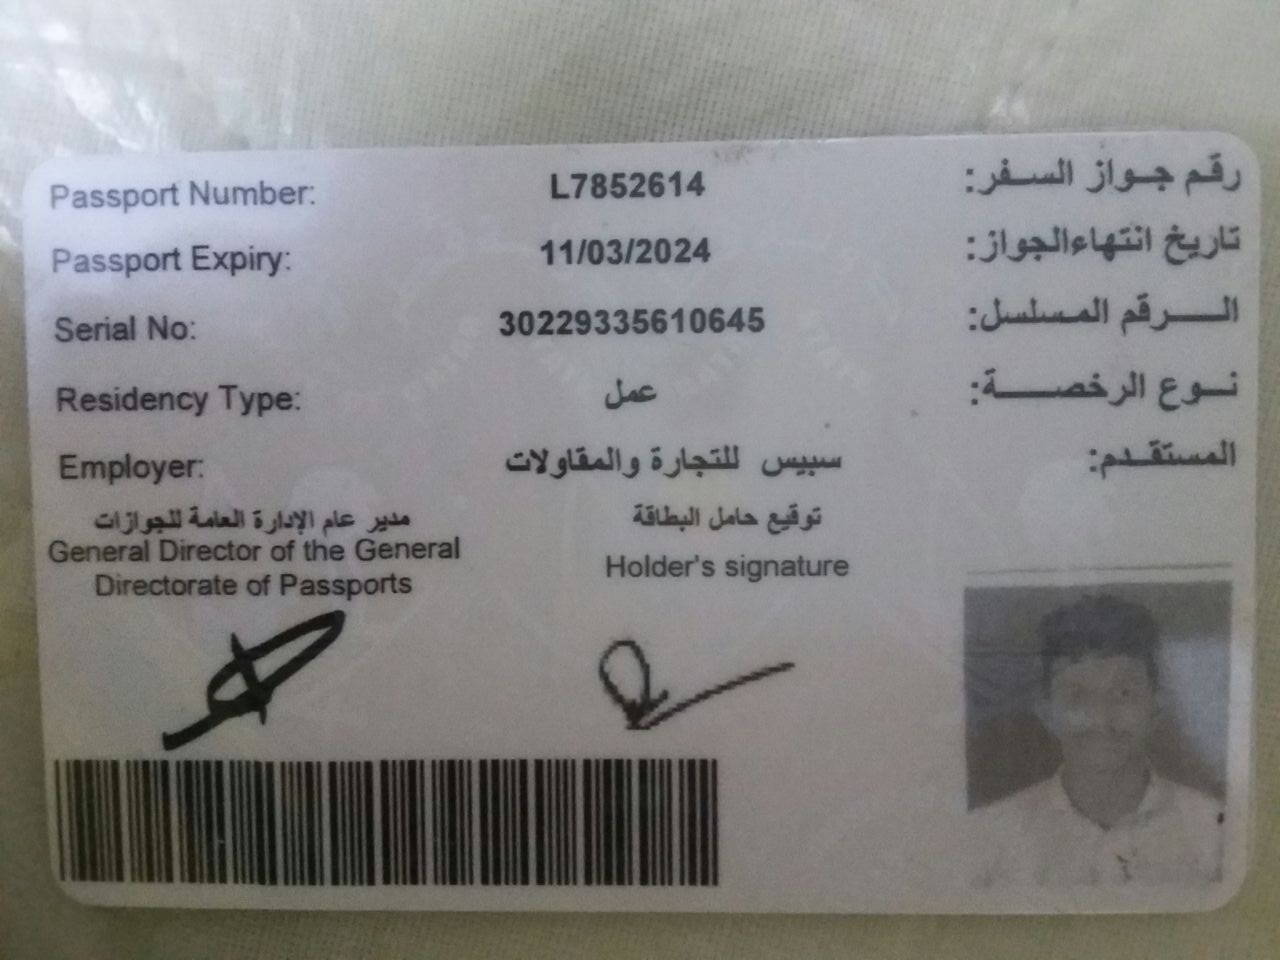 Passport Number: L7852614 رقم جواز السفر:
Passport Expiry: 11/03/2024 تاريخ انتهاءالجواز:
Serial No: 30229335610645 الرقم المسلسل:
Residency Type: عمل نوع الرخصة:
Employer: سبيس للتجارة والمقاولات المستقدم:
مدير عام الإدارة العامة للجوازات
General Director of the General
Directorate of Passports
توقيع حامل البطاقة
Holder's signature